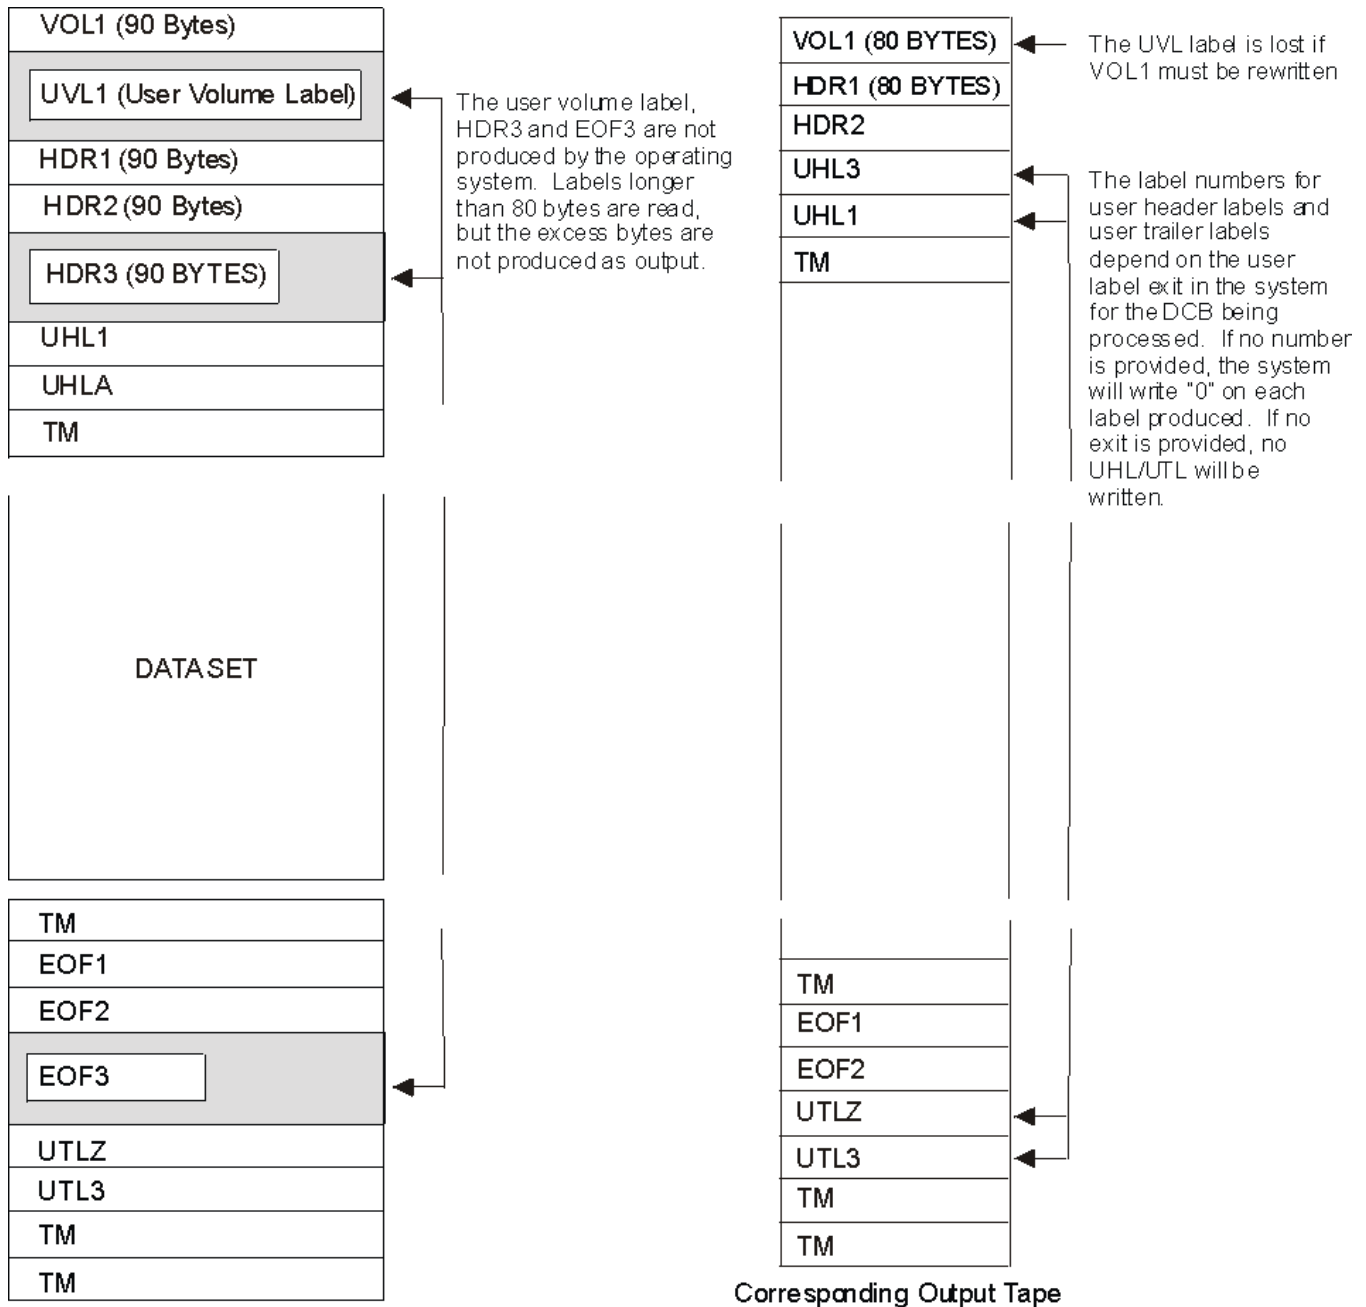 VOL1 (90 Bytes)
UVL1 (User Volume Label)
HDR1 (90 Bytes)
HDR2 (90 Bytes)
HDR3 (90 BYTES)
UHL1
UHLA
TM
The user volume label,
HDR3 and EOF3 are not
produced by the operating
system. Labels longer
than 80 bytes are read,
but the excess bytes are
not produced as output.
DATA SET
TM
EOF1
EOF2
EOF3
UTLZ
UTL3
TM
TM
VOL1 (80 BYTES)
HDR1 (80 BYTES)
HDR2
UHL3
UHL1
TM
The UVL label is lost if
VOL1 must be rewritten
The label numbers for
user header labels and
user trailer labels
depend on the user
label exit in the system
for the DCB being
processed. If no number
is provided, the system
will write "0" on each
label produced. If no
exit is provided, no
UHL/UTL will be
written.
TM
EOF1
EOF2
UTLZ
UTL3
TM
TM
Corresponding Output Tape